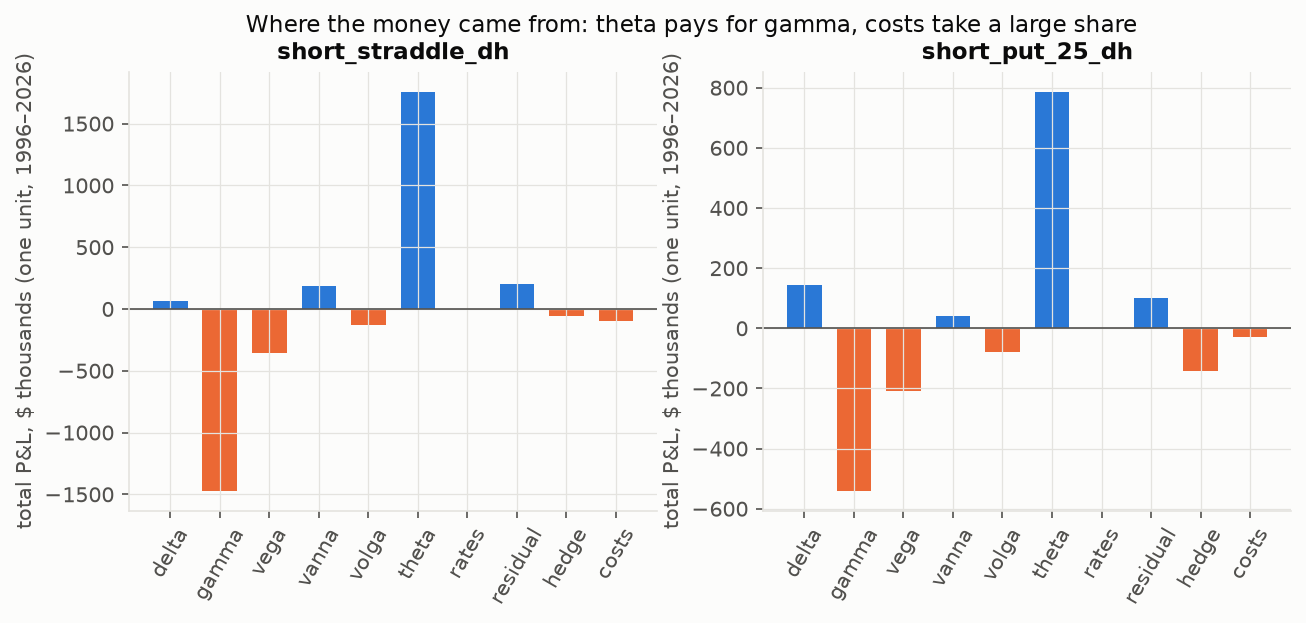 Where the money came from: theta pays for gamma, costs take a large share
short_straddle_dh
total P&L, $ thousands (one unit, 1996–2026)
1500
1000
500
0
−500
−1000
−1500
delta
gamma
vega
vanna
volga
theta
rates
residual
hedge
costs
short_put_25_dh
total P&L, $ thousands (one unit, 1996–2026)
800
600
400
200
0
−200
−400
−600
delta
gamma
vega
vanna
volga
theta
rates
residual
hedge
costs